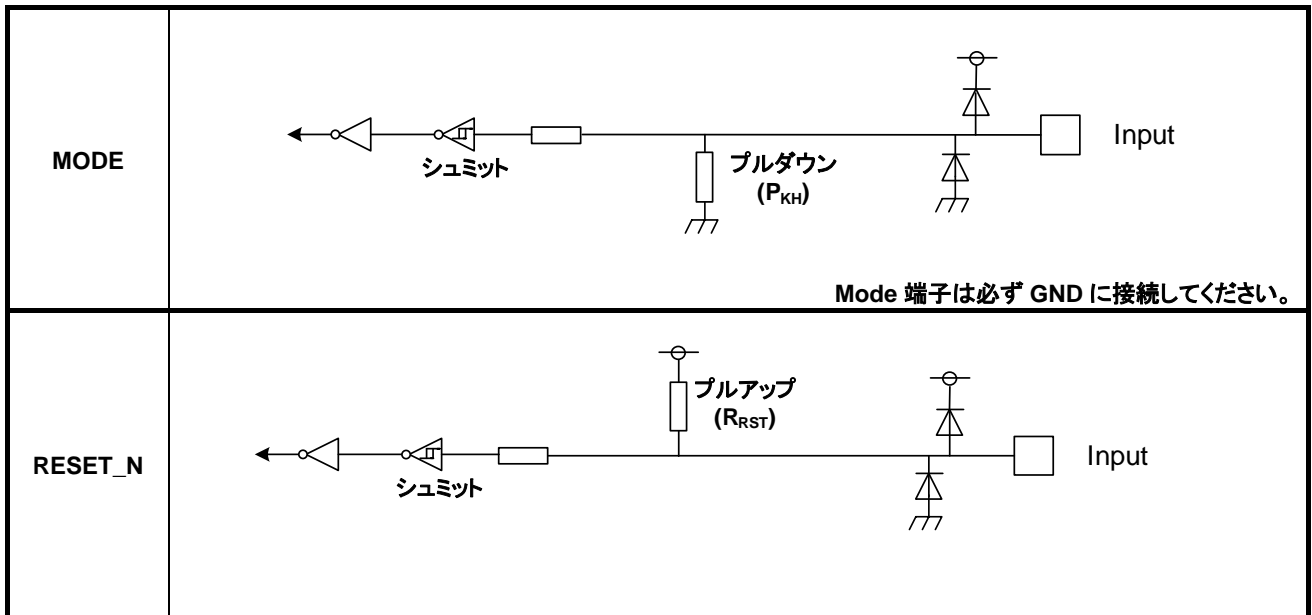 MODE
シュミット
プルダウン
(PKH)
Input
Mode 端子は必ず GND に接続してください。
RESET_N
シュミット
プルアップ
(RRST)
Input